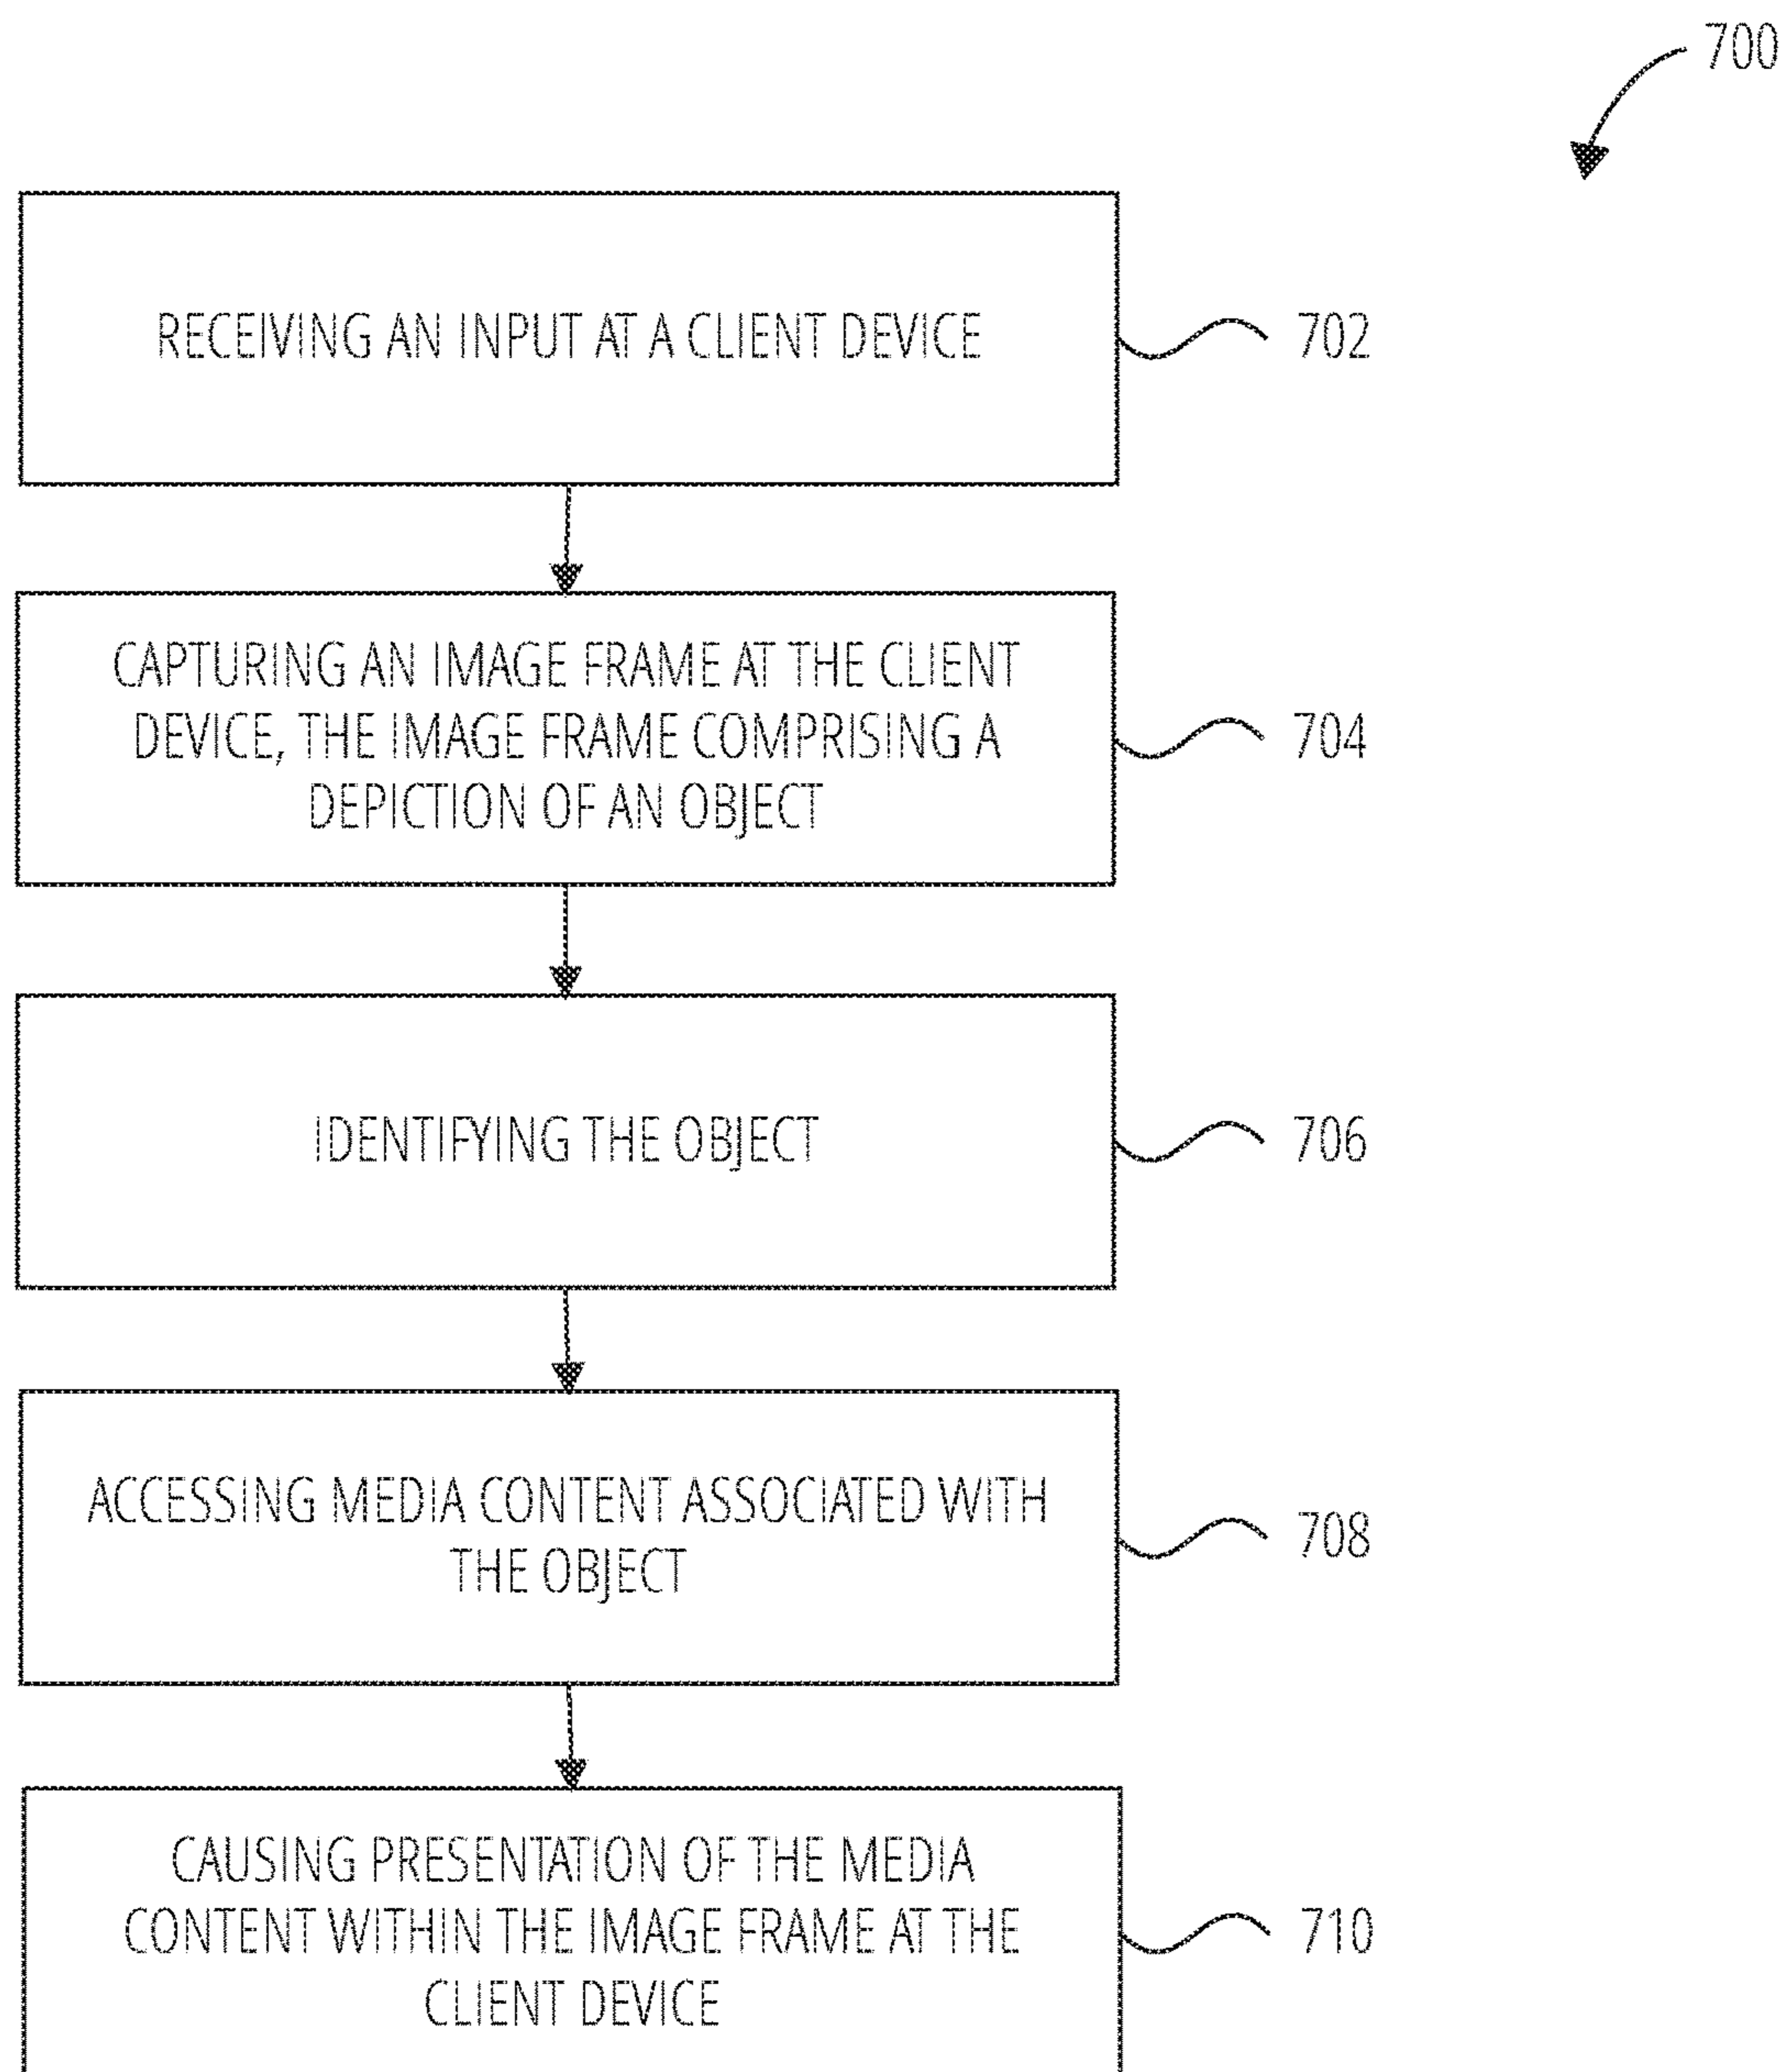 700
RECEIVING AN INPUT AT A CLIENT DEVICE
702
CAPTURING AN IMAGE FRAME AT THE CLIENT
DEVICE, THE IMAGE FRAME COMPRISING A
DEPICTION OF AN OBJECT
704
IDENTIFYING THE OBJECT
706
ACCESSING MEDIA CONTENT ASSOCIATED WITH
THE OBJECT
708
CAUSING PRESENTATION OF THE MEDIA
CONTENT WITHIN THE IMAGE FRAME AT THE
CLIENT DEVICE
710